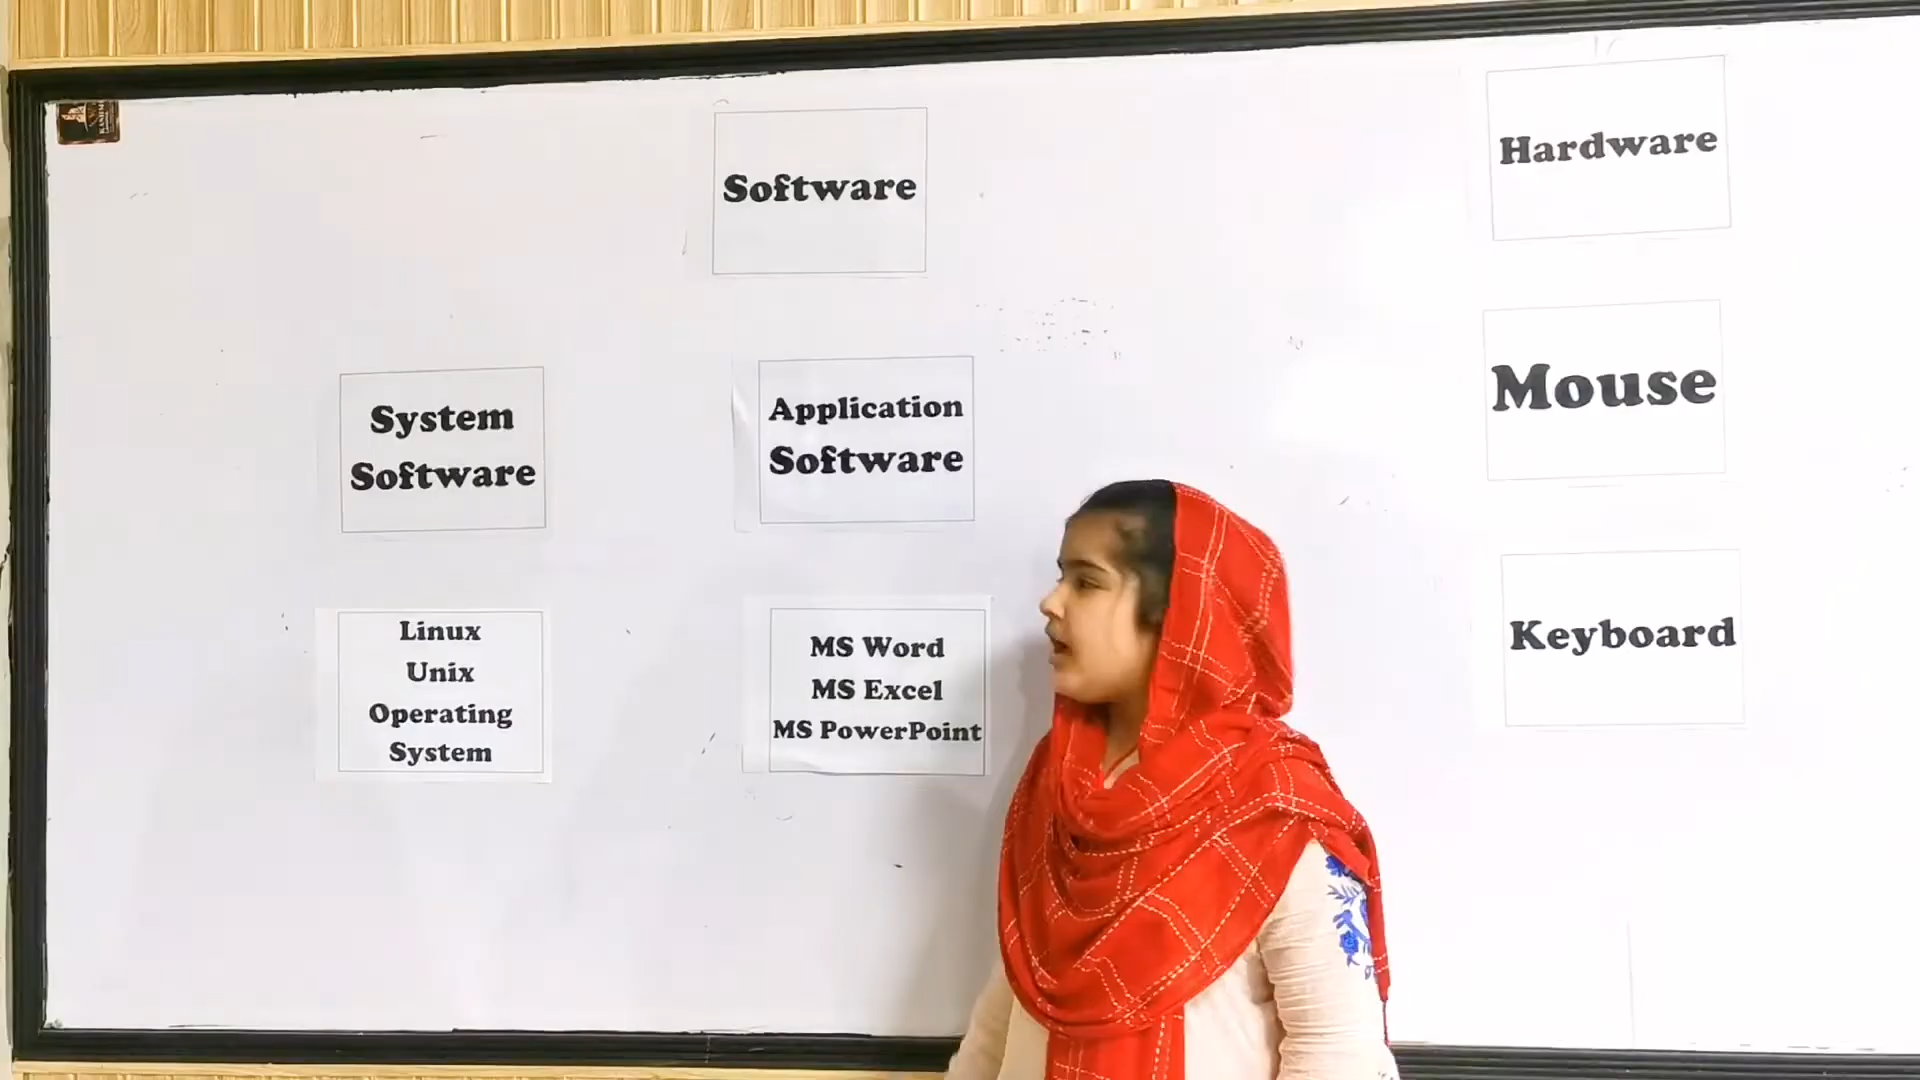 Software
Hardware
System
Software
Application
Software
Mouse
Linux
Unix
Operating
System
MS Word
MS Excel
MS PowerPoint
Keyboard